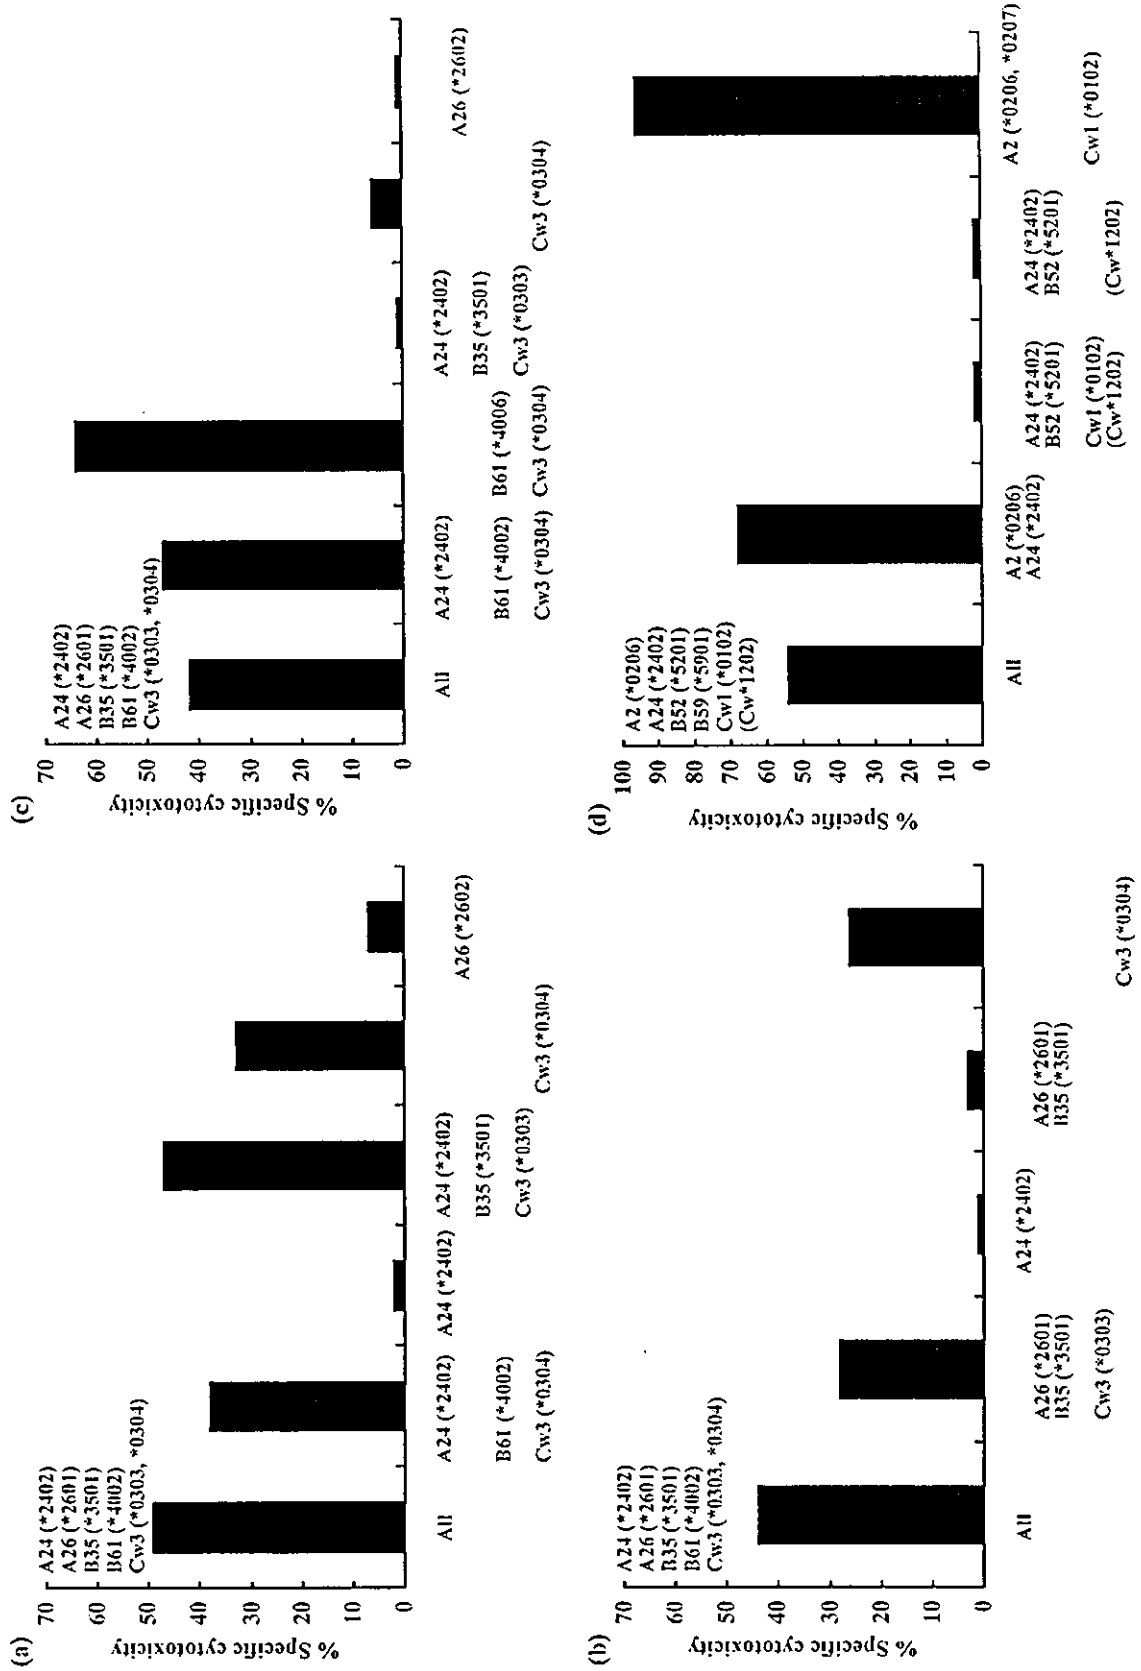 (a)
% Specific cytotoxicity
70
60
50
40
30
20
10
0
A24 (*2402)
A26 (*2601)
B35 (*3501)
B61 (*4002)
Cw3 (*0303, *0304)
All
A24 (*2402)
B61 (*4002)
Cw3 (*0304)
A24 (*2402)
A24 (*2402)
B35 (*3501)
Cw3 (*0303)
Cw3 (*0304)
A26 (*2602)
(b)
% Specific cytotoxicity
70
60
50
40
30
20
10
0
A24 (*2402)
A26 (*2601)
B35 (*3501)
B61 (*4002)
Cw3 (*0303, *0304)
All
A26 (*2601)
B35 (*3501)
Cw3 (*0303)
A24 (*2402)
A26 (*2601)
B35 (*3501)
Cw3 (*0304)
(c)
% Specific cytotoxicity
70
60
50
40
30
20
10
0
A24 (*2402)
A26 (*2601)
B35 (*3501)
B61 (*4002)
Cw3 (*0303, *0304)
All
A24 (*2402)
B61 (*4002)
Cw3 (*0304)
B61 (*4006)
Cw3 (*0304)
A24 (*2402)
B35 (*3501)
Cw3 (*0303)
Cw3 (*0304)
A26 (*2602)
(d)
% Specific cytotoxicity
100
90
80
70
60
50
40
30
20
10
0
A2 (*0206)
A24 (*2402)
B52 (*5201)
B59 (*5901)
Cw1 (*0102)
(Cw*1202)
All
A2 (*0206)
A24 (*2402)
A24 (*2402)
B52 (*5201)
Cw1 (*0102)
(Cw*1202)
A24 (*2402)
B52 (*5201)
(Cw*1202)
A2 (*0206, *0207)
Cw1 (*0102)